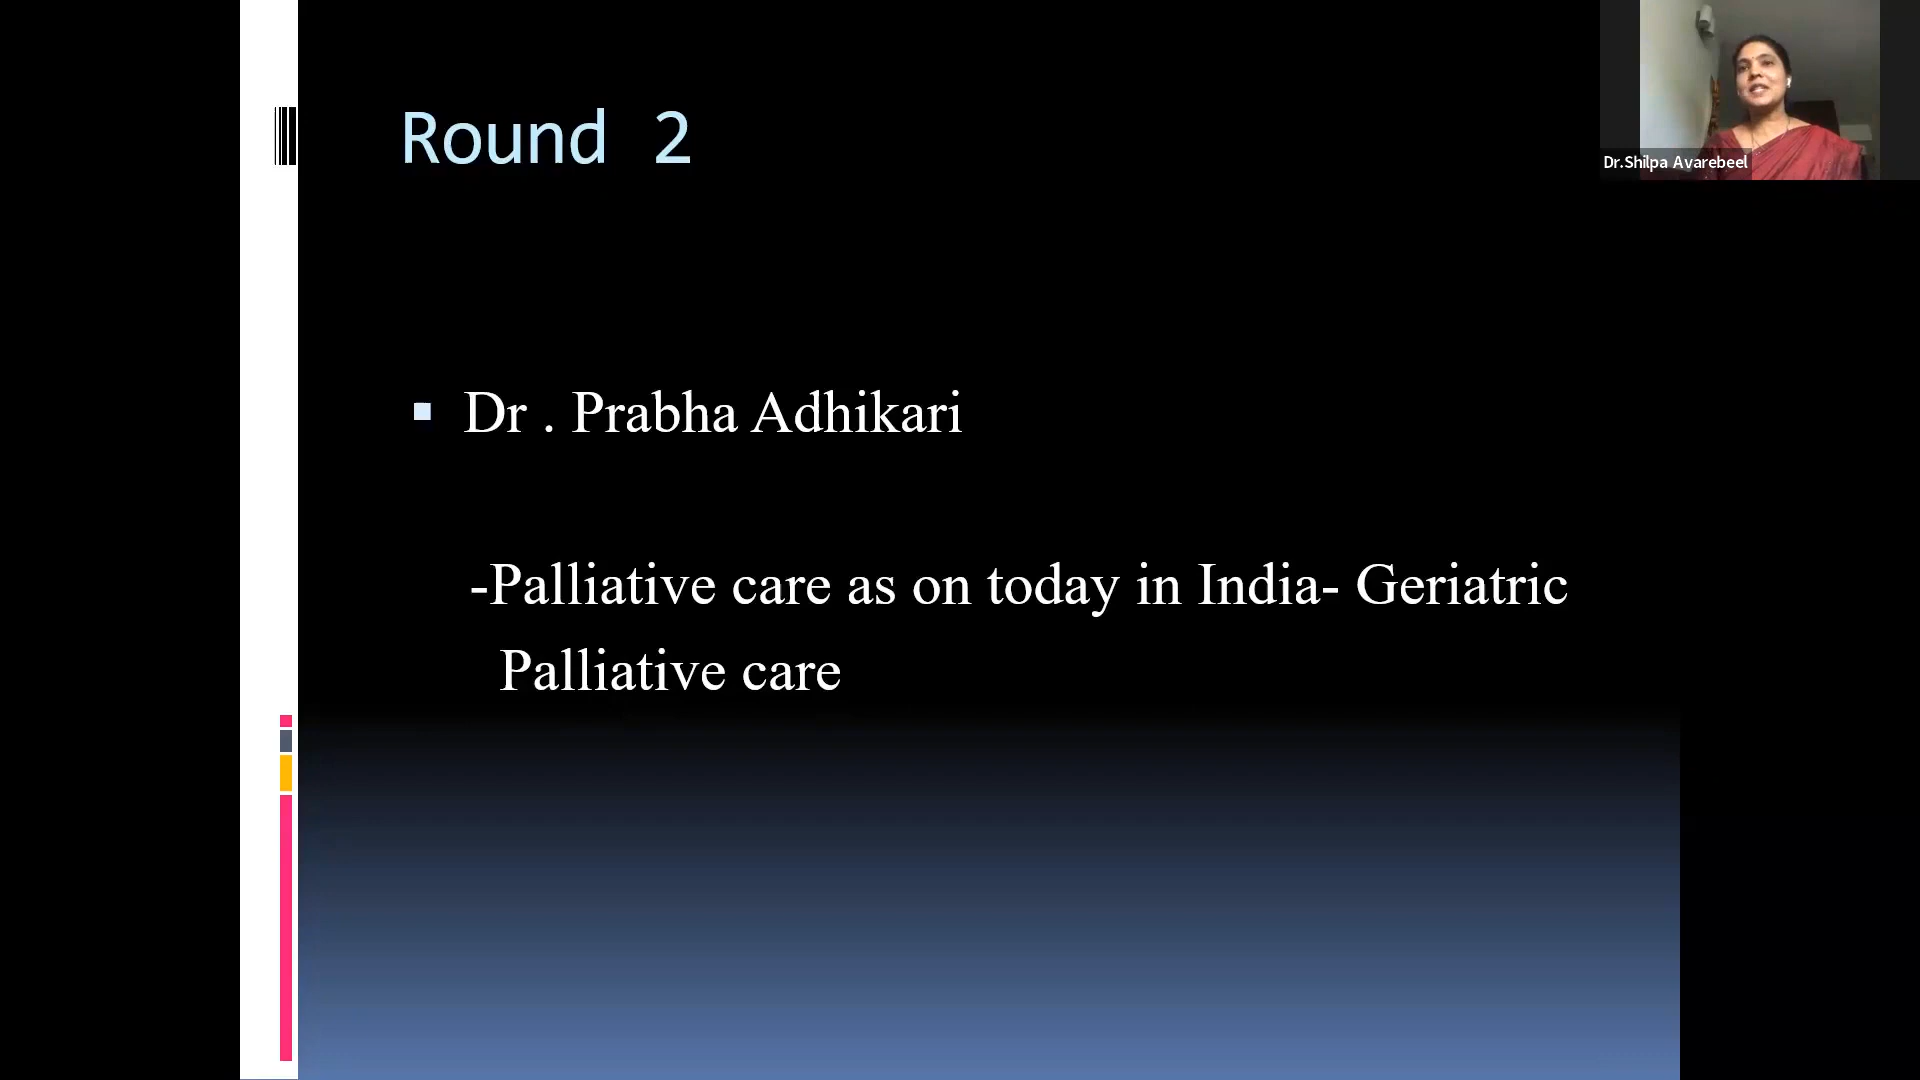 Round 2
Dr.Shilpa Avarebeel
▪ Dr . Prabha Adhikari
-Palliative care as on today in India- Geriatric
Palliative care